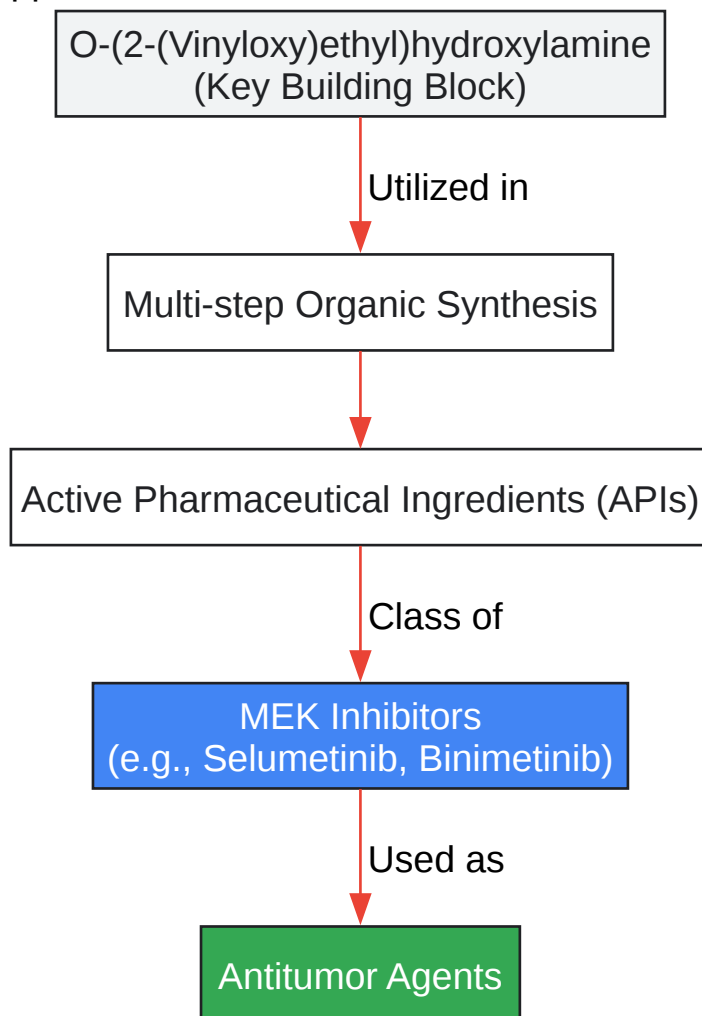 O-(2-(Vinyloxy)ethyl)hydroxylamine
(Key Building Block)
Utilized in
Multi-step Organic Synthesis
Active Pharmaceutical Ingredients (APIs)
Class of
MEK Inhibitors
(e.g., Selumetinib, Binimetinib)
Used as
Antitumor Agents